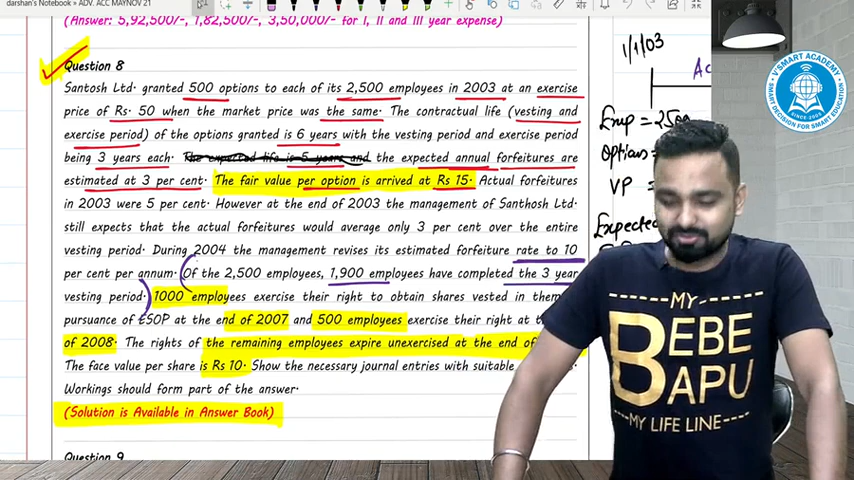 darshan's Notebook > ADV. ACC MAYNOV 21
(Answer: 5,92,500/-, 1,82,500/-, 3,50,000/- for I, II and III year expense)
Question 8
Santosh Ltd. granted 500 options to each of its 2,500 employees in 2003 at an exercise
price of Rs. 50 when the market price was the same. The contractual life (vesting and
exercise period) of the options granted is 6 years with the vesting period and exercise period
being 3 years each. The expected life is 5 years and the expected annual forfeitures are
estimated at 3 per cent. The fair value per option is arrived at Rs 15. Actual forfeitures
in 2003 were 5 per cent. However at the end of 2003 the management of Santhosh Ltd.
still expects that the actual forfeitures would average only 3 per cent over the entire
vesting period. During 2004 the management revises its estimated forfeiture rate to 10
per cent per annum. Of the 2,500 employees, 1,900 employees have completed the 3 year
vesting period. 1000 employees exercise their right to obtain shares vested in them
pursuance of ESOP at the end of 2007 and 500 employees exercise their right at
of 2008. The rights of the remaining employees expire unexercised at the end of
The face value per share is Rs 10. Show the necessary journal entries with suitable
Workings should form part of the answer.
(Solution is Available in Answer Book)
Question 9
1/1/03
Emp = 2500
Options =
VP =
Expected
V'SMART ACADEMY
LEARNING DESTINATION FOR SMART EDUCATION
SINCE-2003
MY
BEBE
BAPU
MY LIFE LINE